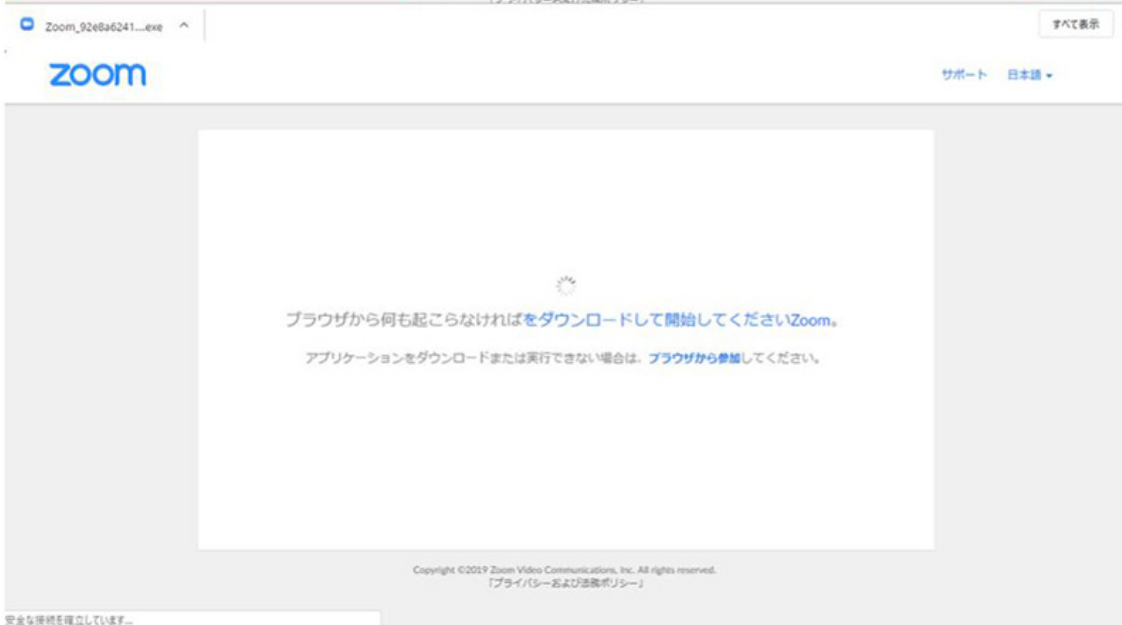 Zoom_92e8a6241....exe
すべて表示
zoom
サポート 日本語
ブラウザから何も起こらなければをダウンロードして開始してくださいZoom。
アプリケーションをダウンロードまたは実行できない場合は、ブラウザから参加してください。
Copyright ©2019 Zoom Video Communications, Inc. All rights reserved.
「プライバシーおよび法務ポリシー」
安全な接続を確立しています...